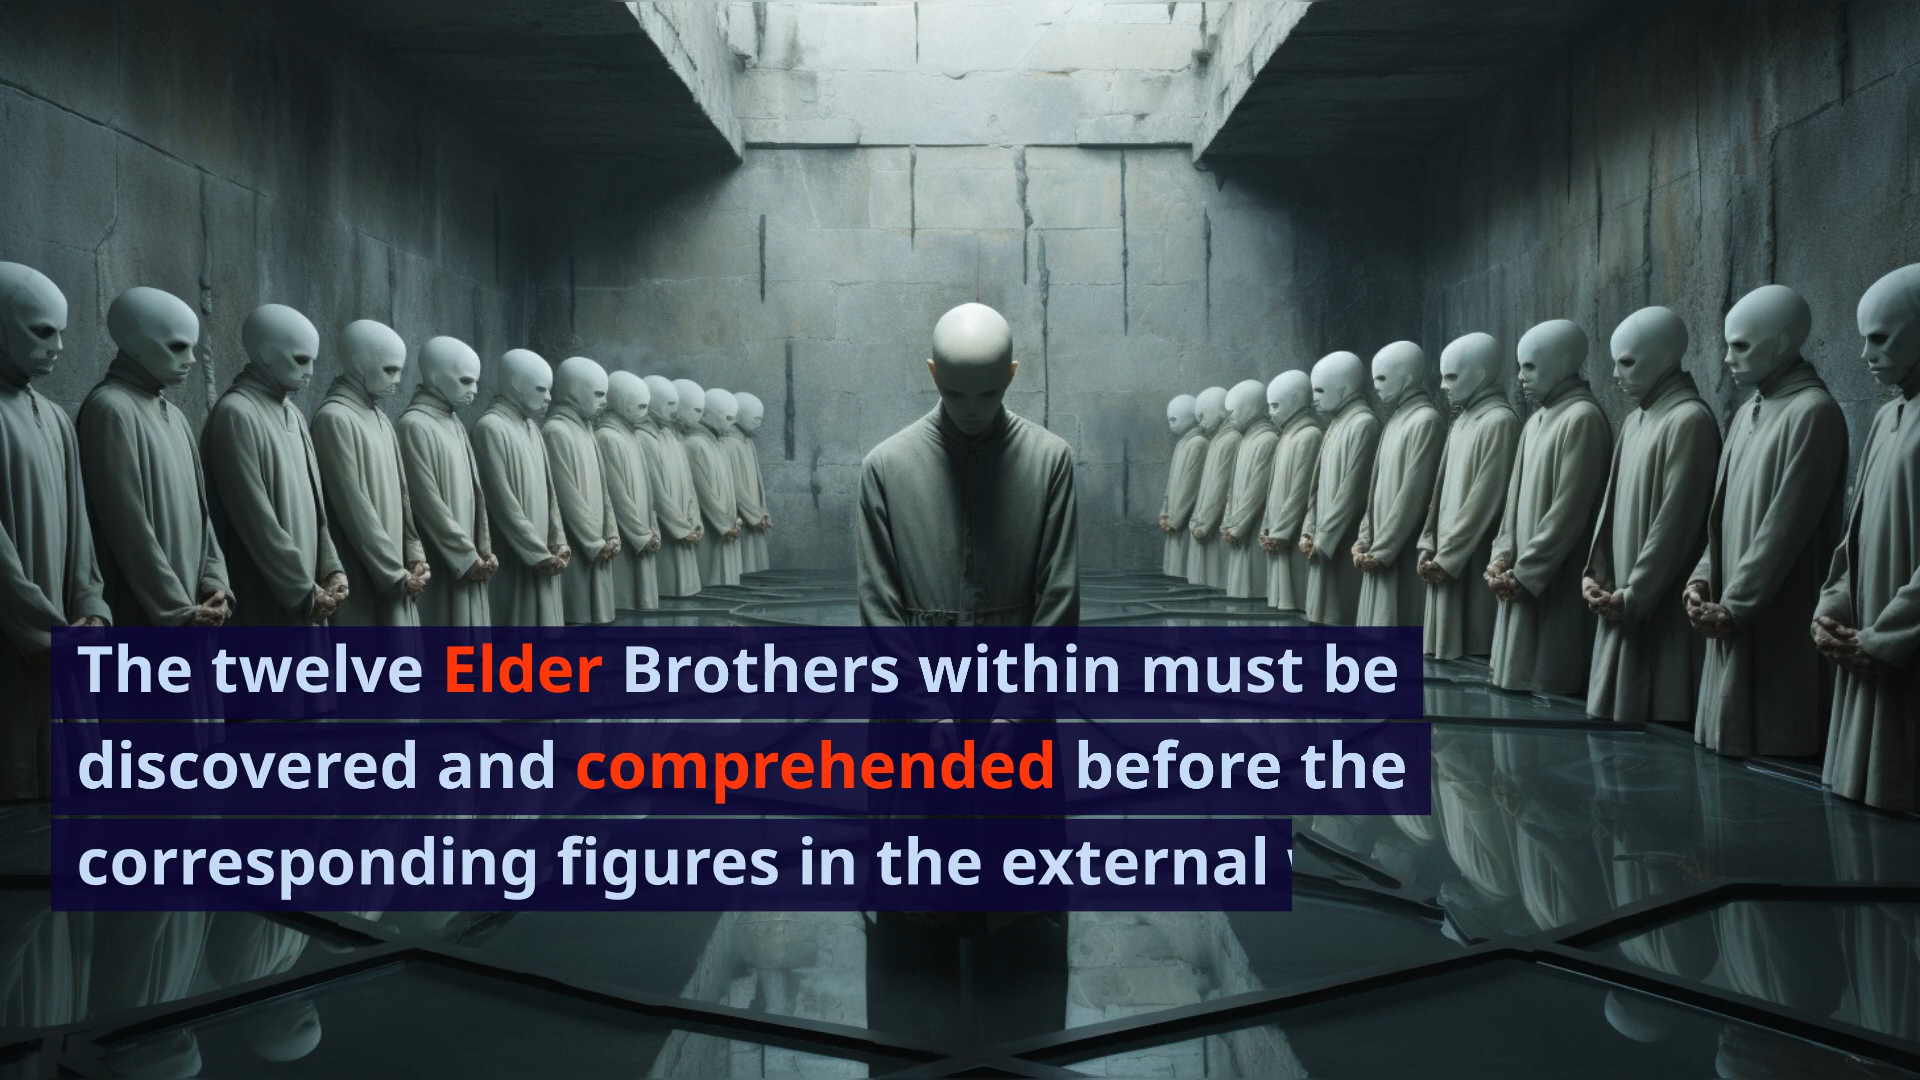 The twelve Elder Brothers within must be
discovered and comprehended before the
corresponding figures in the external